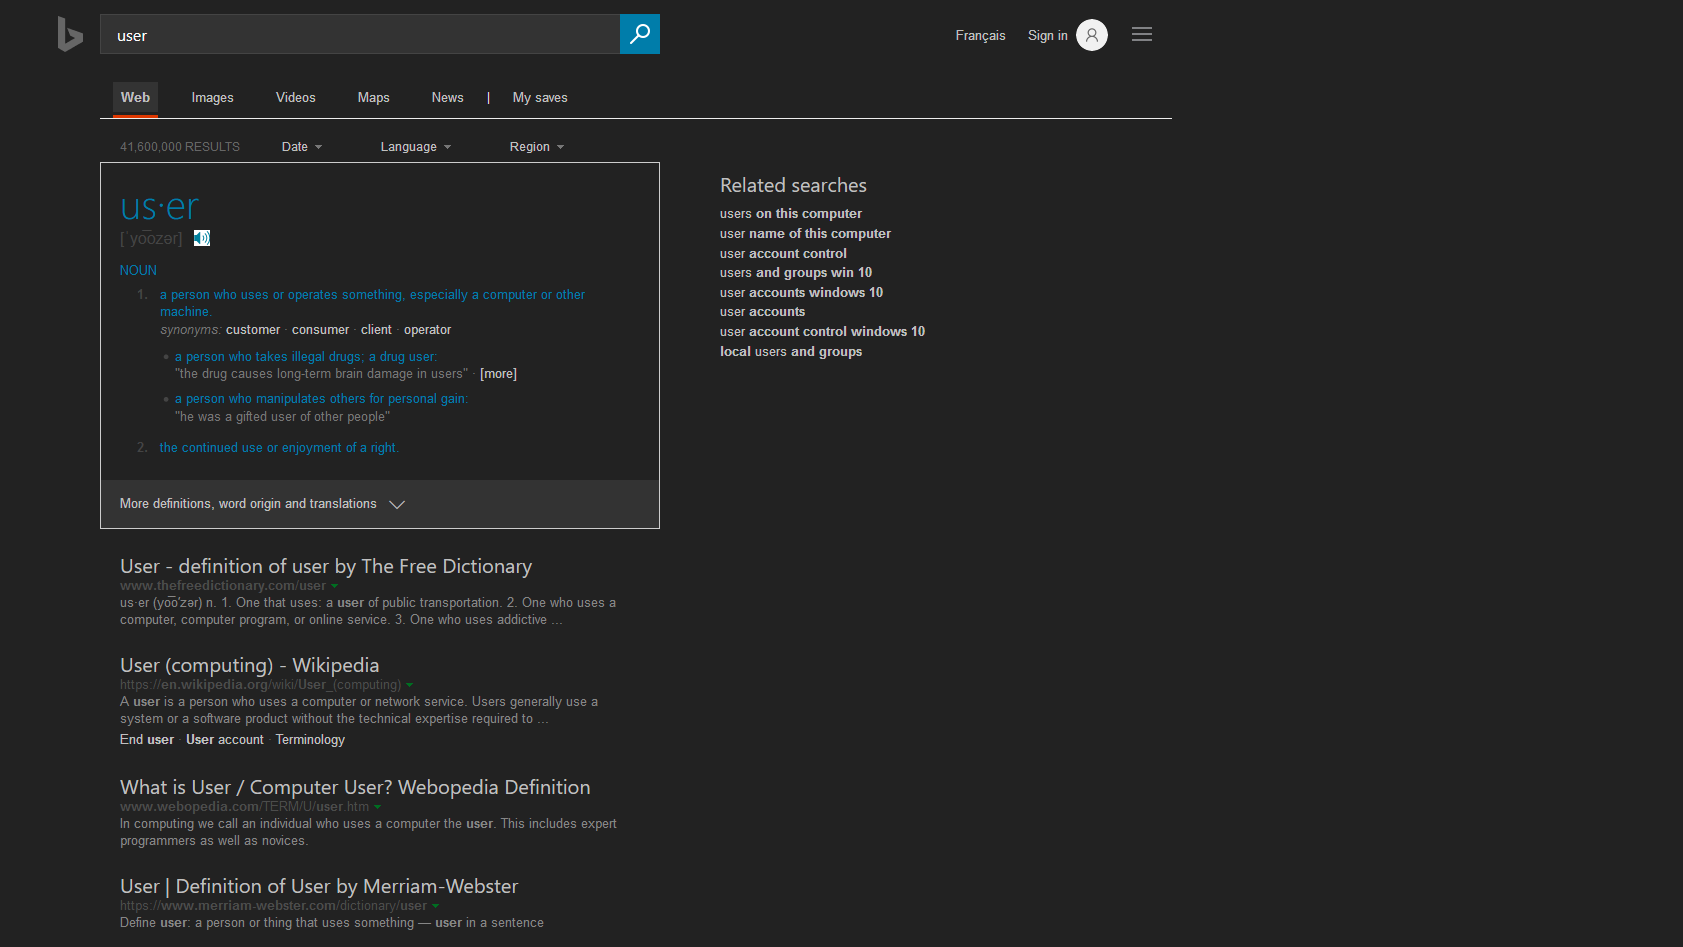 user
Français Sign in
Web Images Videos Maps News | My saves
41,600,000 RESULTS Date Language Region
us·er
[ˈyo͞ozər]
NOUN
1. a person who uses or operates something, especially a computer or other
machine.
synonyms: customer · consumer · client · operator
• a person who takes illegal drugs; a drug user:
"the drug causes long-term brain damage in users" · [more]
• a person who manipulates others for personal gain:
"he was a gifted user of other people"
2. the continued use or enjoyment of a right.
More definitions, word origin and translations
User - definition of user by The Free Dictionary
www.thefreedictionary.com/user
us·er (yo͞o′zər) n. 1. One that uses: a user of public transportation. 2. One who uses a
computer, computer program, or online service. 3. One who uses addictive ...
User (computing) - Wikipedia
https://en.wikipedia.org/wiki/User_(computing)
A user is a person who uses a computer or network service. Users generally use a
system or a software product without the technical expertise required to ...
End user · User account · Terminology
What is User / Computer User? Webopedia Definition
www.webopedia.com/TERM/U/user.htm
In computing we call an individual who uses a computer the user. This includes expert
programmers as well as novices.
User | Definition of User by Merriam-Webster
https://www.merriam-webster.com/dictionary/user
Define user: a person or thing that uses something — user in a sentence
Related searches
users on this computer
user name of this computer
user account control
users and groups win 10
user accounts windows 10
user accounts
user account control windows 10
local users and groups